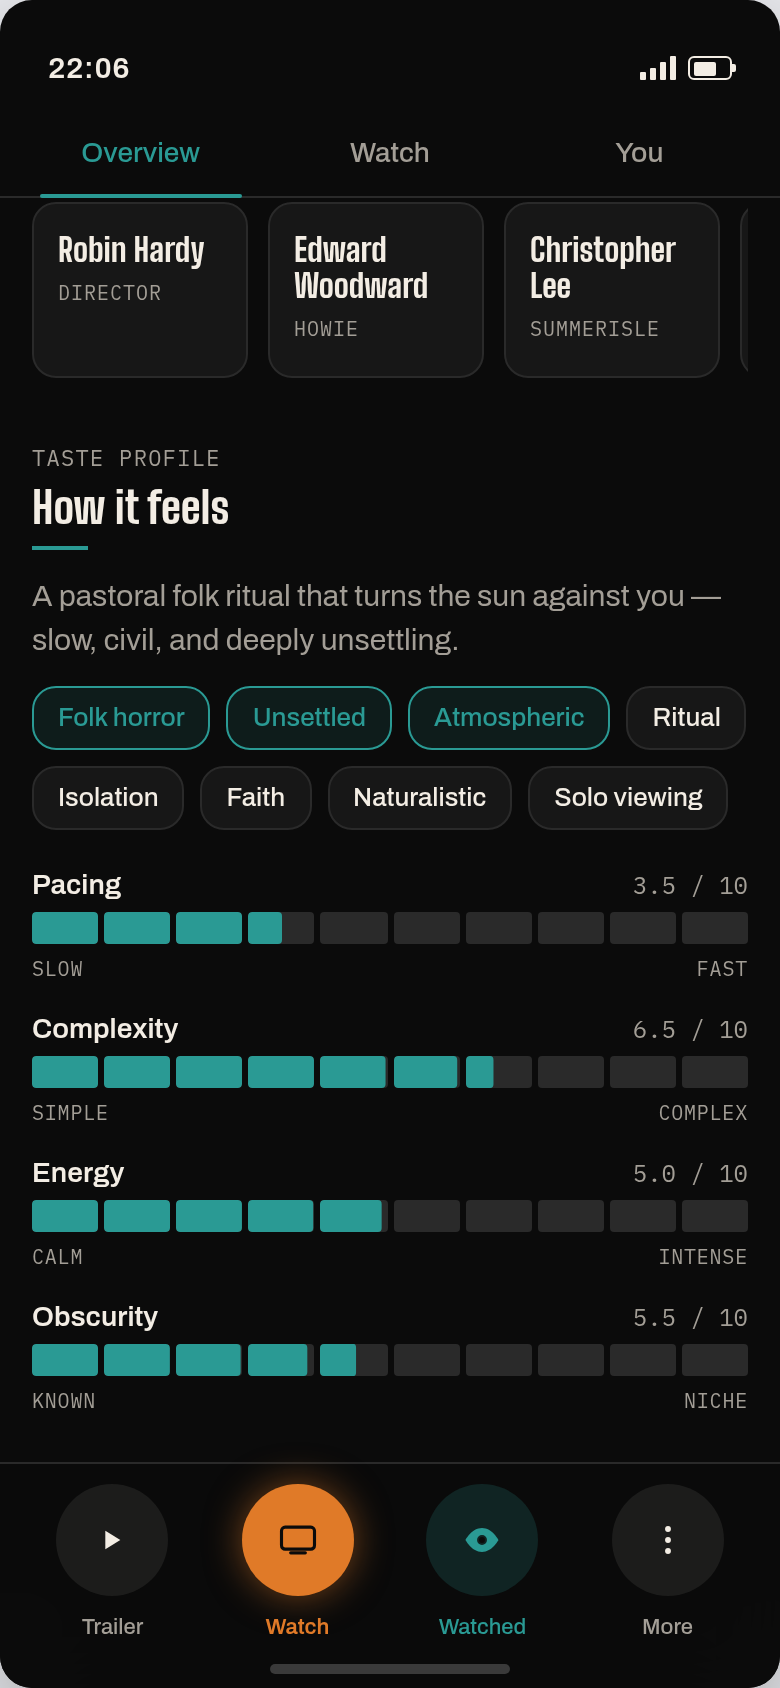 22:06
Overview Watch You
Robin Hardy
DIRECTOR
Edward
Woodward
HOWIE
Christopher
Lee
SUMMERISLE
TASTE PROFILE
How it feels
A pastoral folk ritual that turns the sun against you —
slow, civil, and deeply unsettling.
Folk horror Unsettled Atmospheric Ritual
Isolation Faith Naturalistic Solo viewing
Pacing 3.5 / 10
SLOW FAST
Complexity 6.5 / 10
SIMPLE COMPLEX
Energy 5.0 / 10
CALM INTENSE
Obscurity 5.5 / 10
KNOWN NICHE
Trailer Watch Watched More